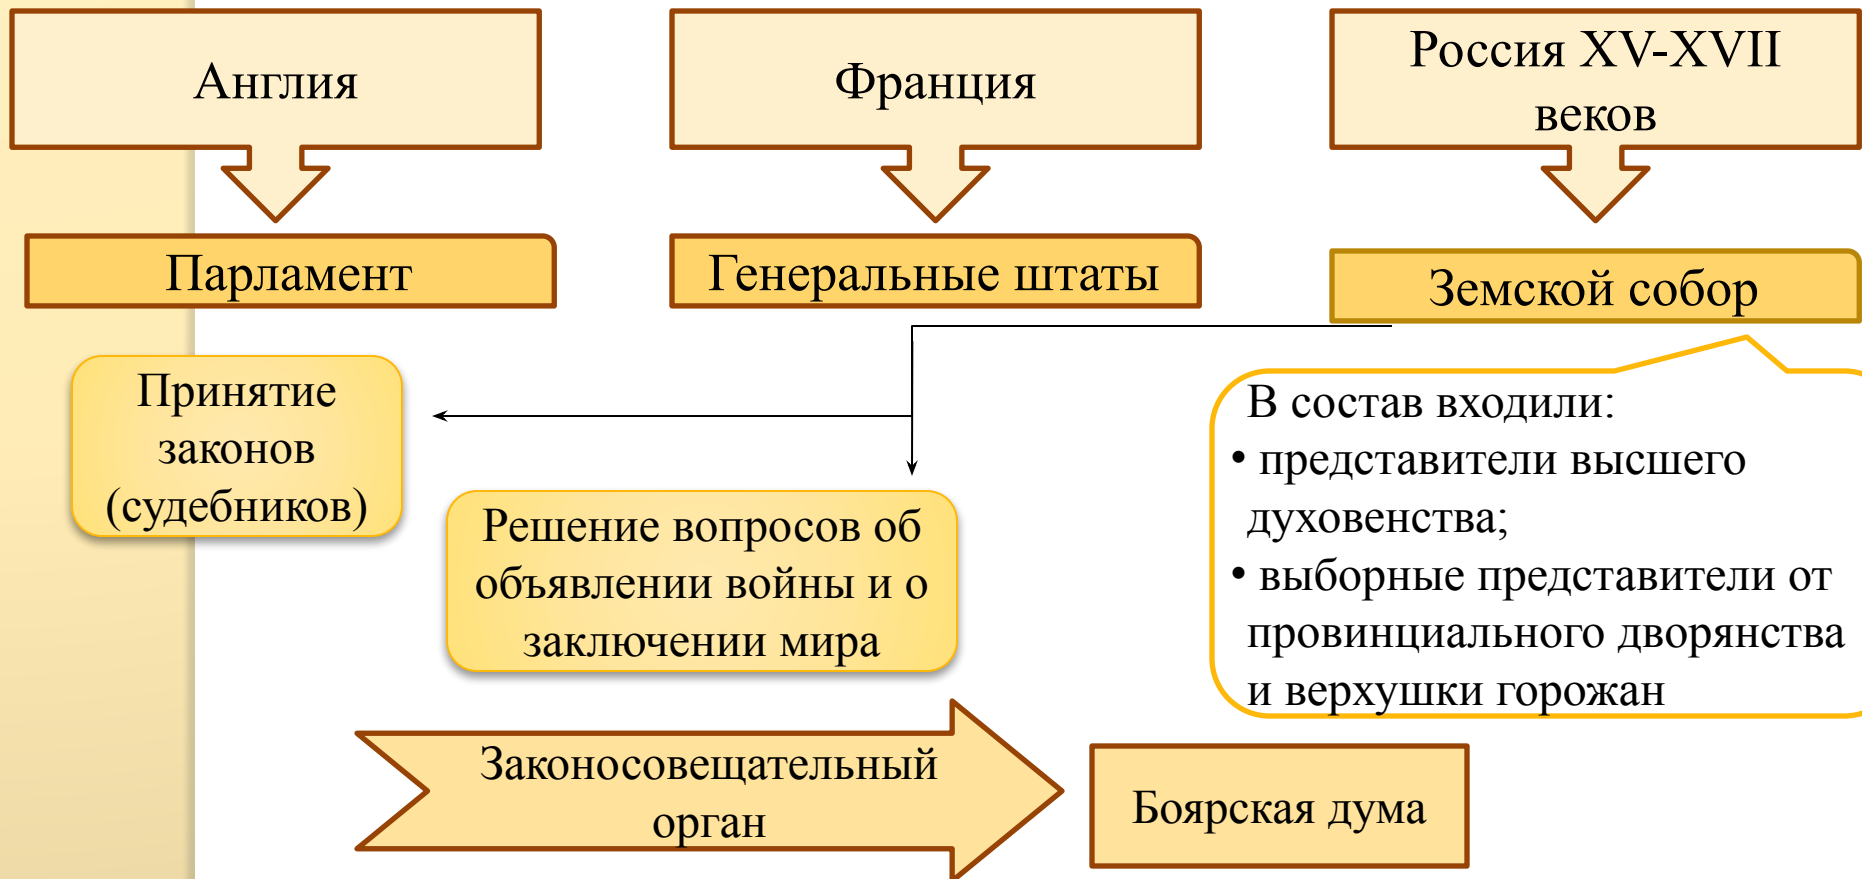 Англия
Франция
Россия XV-XVII
веков
Парламент
Генеральные штаты
Земской собор
Принятие
законов
(судебников)
Решение вопросов об
объявлении войны и о
заключении мира
В состав входили:
• представители высшего
духовенства;
• выборные представители от
провинциального дворянства
и верхушки горожан
Законосовещательный
орган
Боярская дума